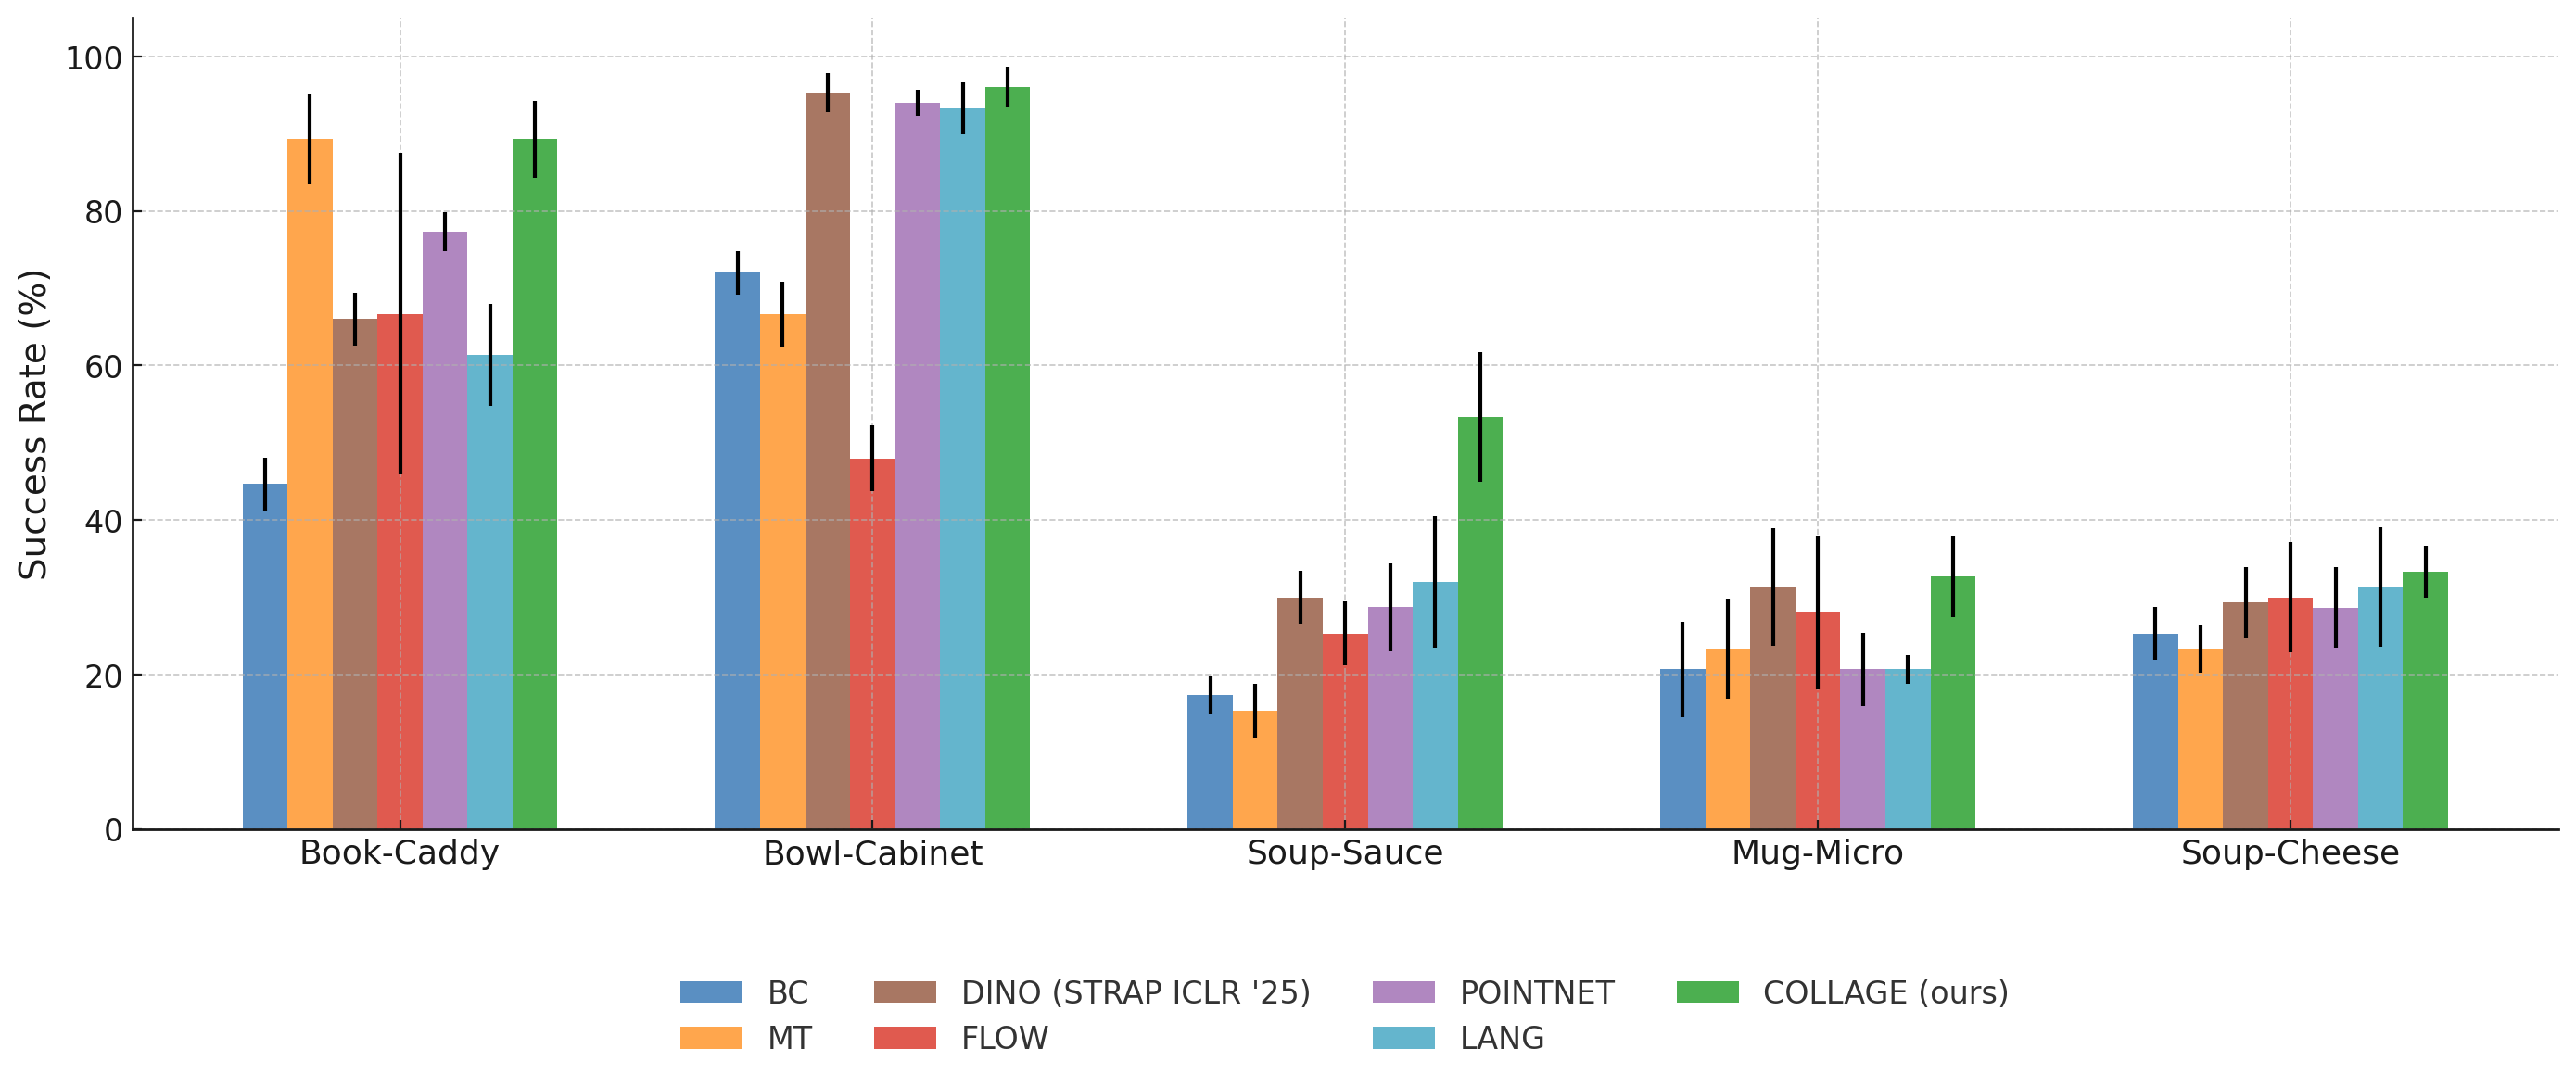 Success Rate (%)
100
80
60
40
20
0
Book-Caddy
Bowl-Cabinet
Soup-Sauce
Mug-Micro
Soup-Cheese
BC
MT
DINO (STRAP ICLR '25)
FLOW
POINTNET
LANG
COLLAGE (ours)